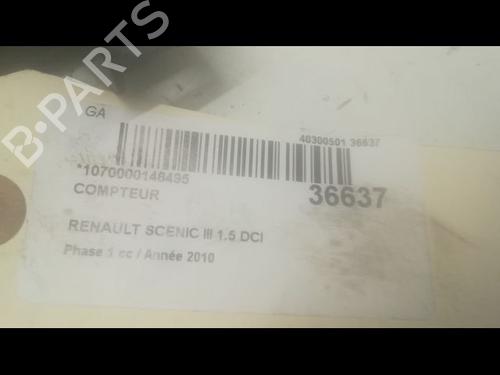 B-PARTS
GA
40300501 36637
*1070000148495
COMPTEUR
36637
RENAULT SCENIC III 1.5 DCI
Phase 1 cc / Année 2010